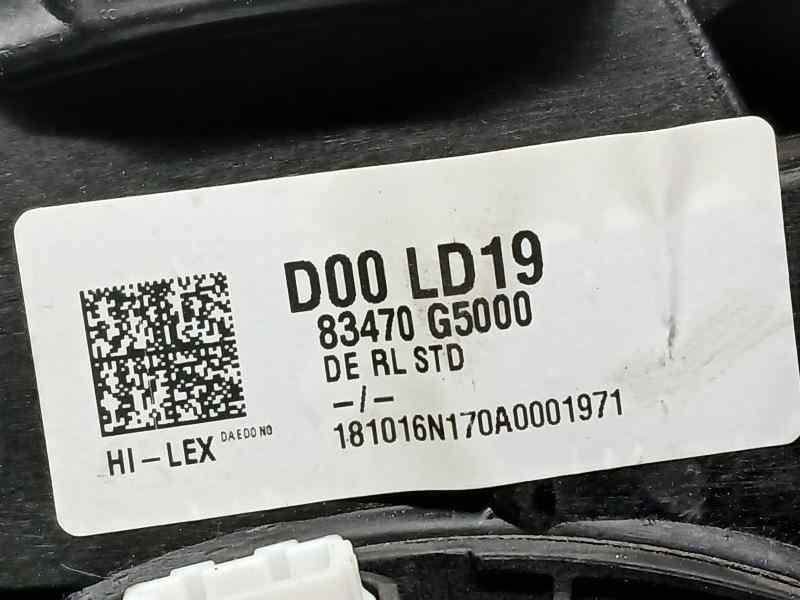 D00 LD19
83470 G5000
DE RL STD
-/-
181016N170A0001971
HI-LEX DAEDONG